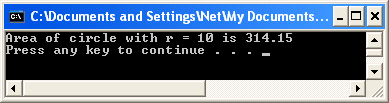 C:\Documents and Settings\Net\My Documents...
Area of circle with r = 10 is 314.15
Press any key to continue . . . _